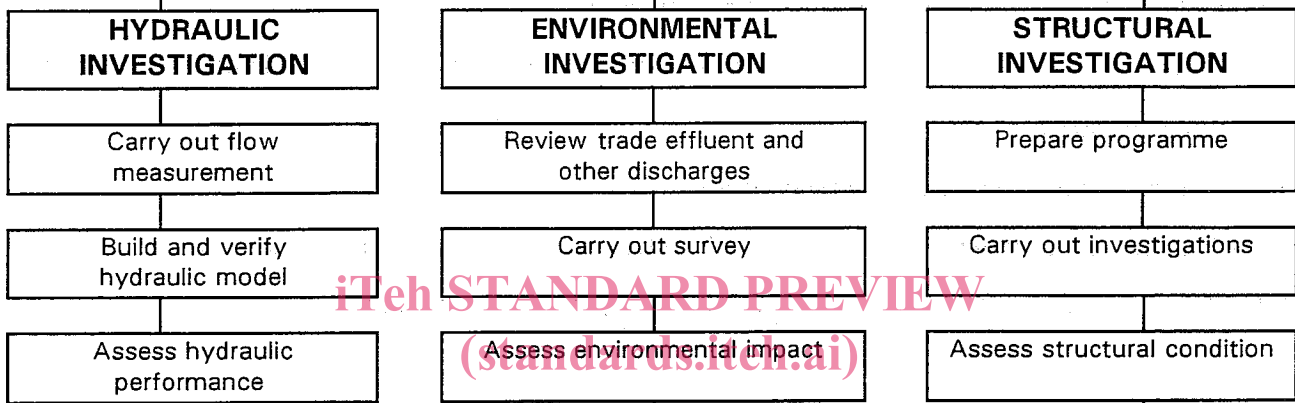 HYDRAULIC
INVESTIGATION
Carry out flow
measurement
Build and verify
hydraulic model
Assess hydraulic
performance
ENVIRONMENTAL
INVESTIGATION
Review trade effluent and
other discharges
Carry out survey
Assess environmental impact
STRUCTURAL
INVESTIGATION
Prepare programme
Carry out investigations
Assess structural condition
iTeh STANDARD PREVIEW
(standards.iteh.ai)